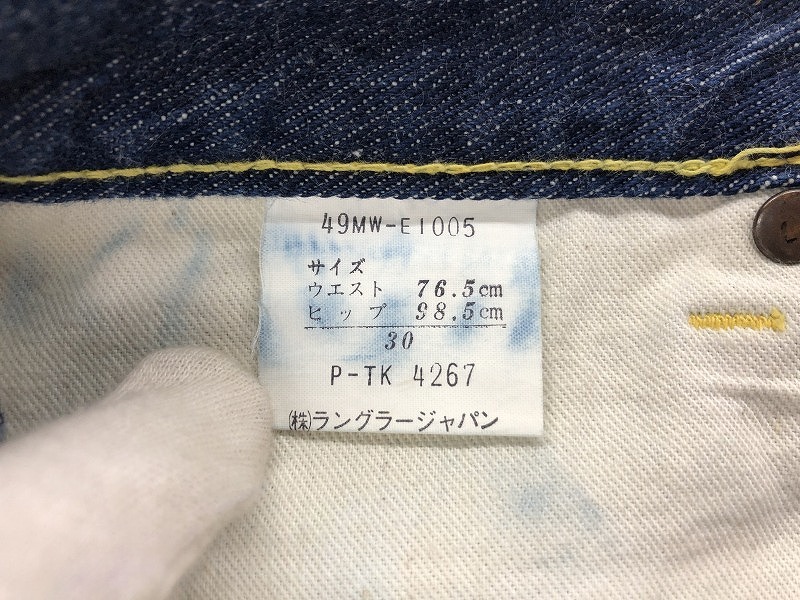 49MW-E1005
サイズ
ウエスト 76.5cm
ヒップ 98.5cm
30
P-TK 4267
㈱ラングラージャパン